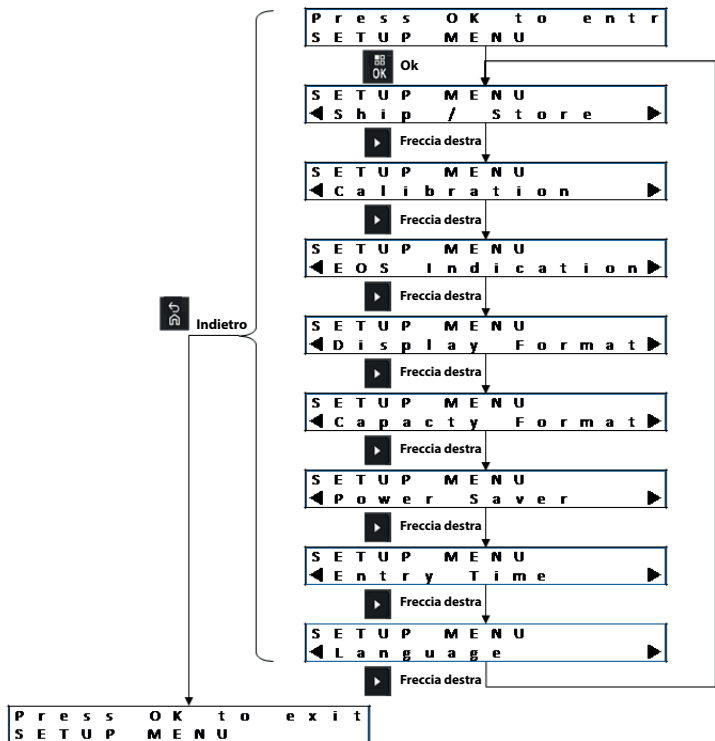 Press OK to entr
SETUP MENU
OK
Ok
SETUP MENU
Ship / Store
Freccia destra
SETUP MENU
Calibration
Freccia destra
SETUP MENU
EOS Indication
Freccia destra
Indietro
SETUP MENU
Display Format
Freccia destra
SETUP MENU
Capacty Format
Freccia destra
SETUP MENU
Power Saver
Freccia destra
SETUP MENU
Entry Time
Freccia destra
SETUP MENU
Language
Freccia destra
Press OK to exit
SETUP MENU